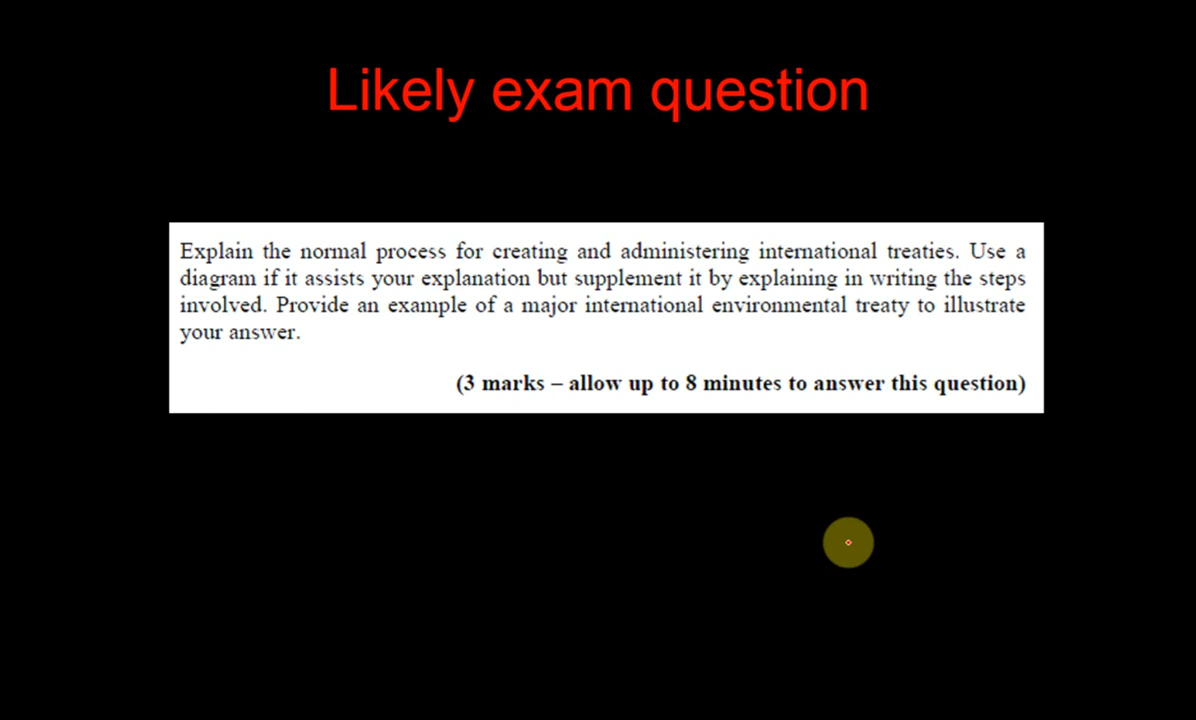 Likely exam question
Explain the normal process for creating and administering international treaties. Use a
diagram if it assists your explanation but supplement it by explaining in writing the steps
involved. Provide an example of a major international environmental treaty to illustrate
your answer.
(3 marks – allow up to 8 minutes to answer this question)